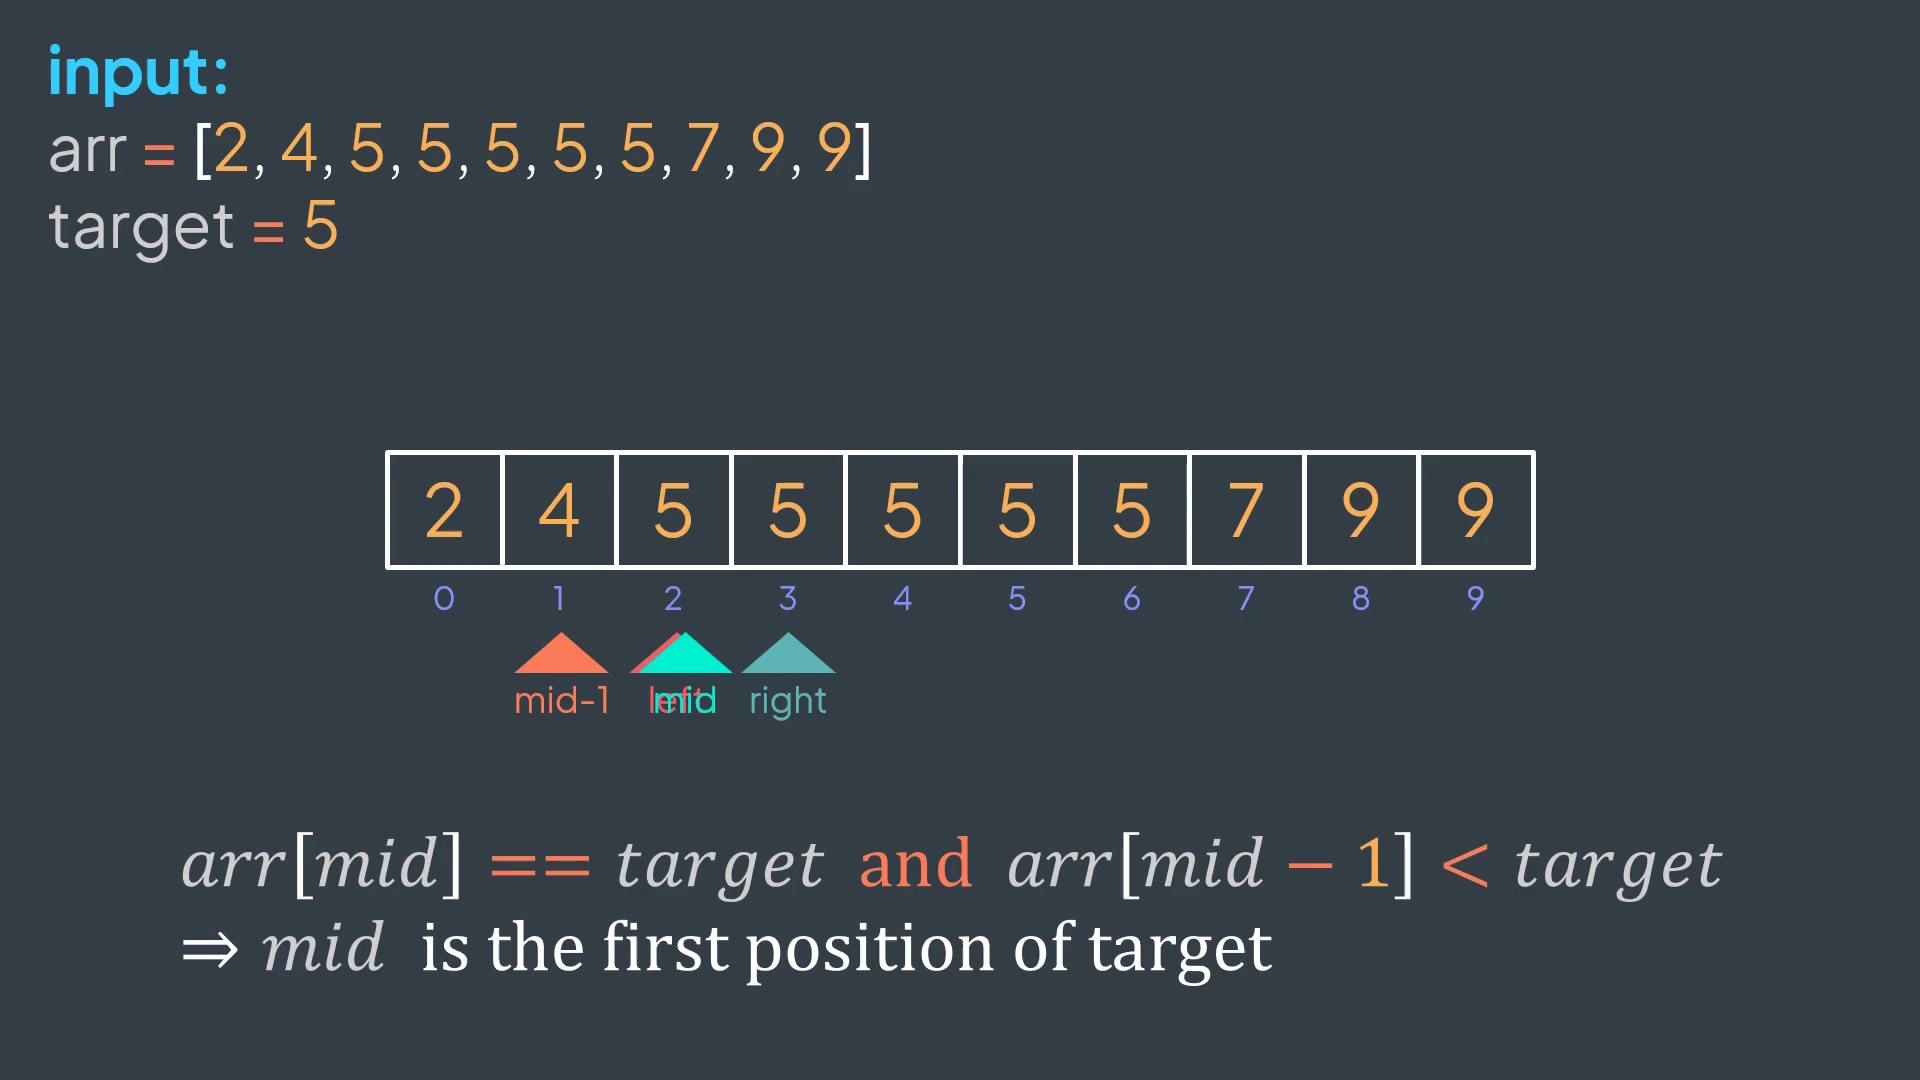 input:
arr = [2, 4, 5, 5, 5, 5, 5, 7, 9, 9]
target = 5
2 4 5 5 5 5 5 7 9 9
0 1 2 3 4 5 6 7 8 9
mid-1 left mid right
arr[mid] == target and arr[mid − 1] < target
⇒ mid is the first position of target